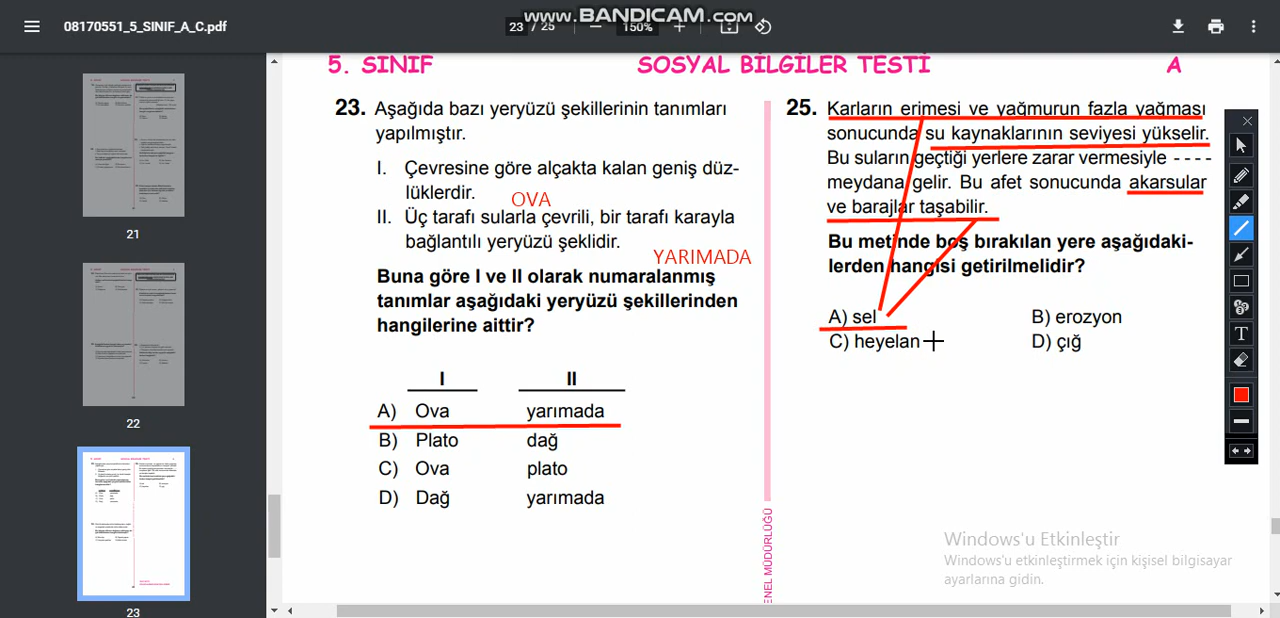 08170551_5_SINIF_A_C.pdf
www.BANDICAM.com
23 / 25
150%
5. SINIF
SOSYAL BİLGİLER TESTİ
A
23. Aşağıda bazı yeryüzü şekillerinin tanımları
yapılmıştır.
I. Çevresine göre alçakta kalan geniş düz-
lüklerdir.
OVA
II. Üç tarafı sularla çevrili, bir tarafı karayla
bağlantılı yeryüzü şeklidir.
YARIMADA
Buna göre I ve II olarak numaralanmış
tanımlar aşağıdaki yeryüzü şekillerinden
hangilerine aittir?
I II
A) Ova yarımada
B) Plato dağ
C) Ova plato
D) Dağ yarımada
ENEL MÜDÜRLÜĞÜ
25. Karların erimesi ve yağmurun fazla yağması
sonucunda su kaynaklarının seviyesi yükselir.
Bu suların geçtiği yerlere zarar vermesiyle ----
meydana gelir. Bu afet sonucunda akarsular
ve barajlar taşabilir.
Bu metinde boş bırakılan yere aşağıdaki-
lerden hangisi getirilmelidir?
A) sel B) erozyon
C) heyelan D) çığ
21
22
23
T
Windows'u Etkinleştir
Windows'u etkinleştirmek için kişisel bilgisayar
ayarlarına gidin.